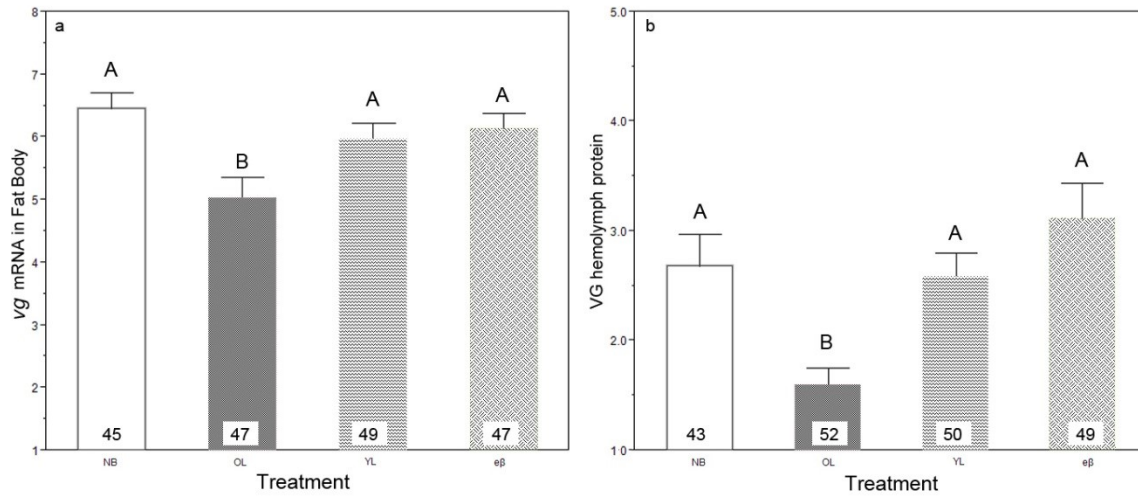 a
8
7
6
5
4
3
2
1
vg mRNA in Fat Body
A
B
A
A
45
47
49
47
NB
OL
YL
eβ
Treatment
b
5.0
4.0
3.0
2.0
1.0
VG hemolymph protein
A
B
A
A
43
52
50
49
NB
OL
YL
eβ
Treatment